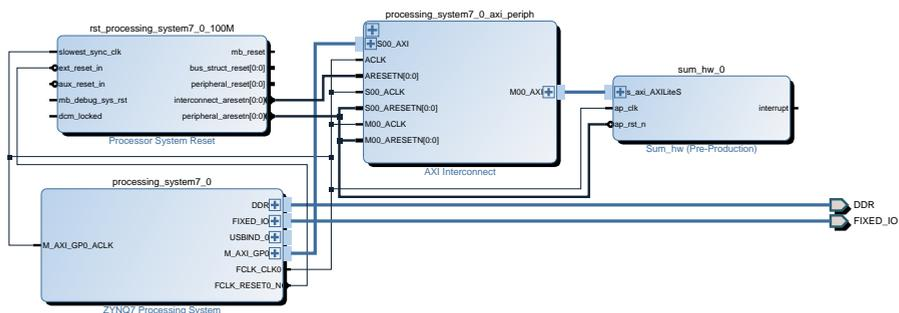 rst_processing_system7_0_100M
slowest_sync_clk
ext_reset_in
aux_reset_in
mb_debug_sys_rst
dcm_locked
mb_reset
bus_struct_reset[0:0]
peripheral_reset[0:0]
interconnect_aresetn[0:0]
peripheral_aresetn[0:0]
Processor System Reset
processing_system7_0_axi_periph
S00_AXI
ACLK
ARESETN[0:0]
S00_ACLK
S00_ARESETN[0:0]
M00_ACLK
M00_ARESETN[0:0]
M00_AXI
AXI Interconnect
sum_hw_0
s_axi_AXILiteS
ap_clk
ap_rst_n
interrupt
Sum_hw (Pre-Production)
processing_system7_0
M_AXI_GP0_ACLK
DDR
FIXED_IO
USBIND_0
M_AXI_GP0
FCLK_CLK0
FCLK_RESET0_N
ZYNQ7 Processing System
DDR
FIXED_IO